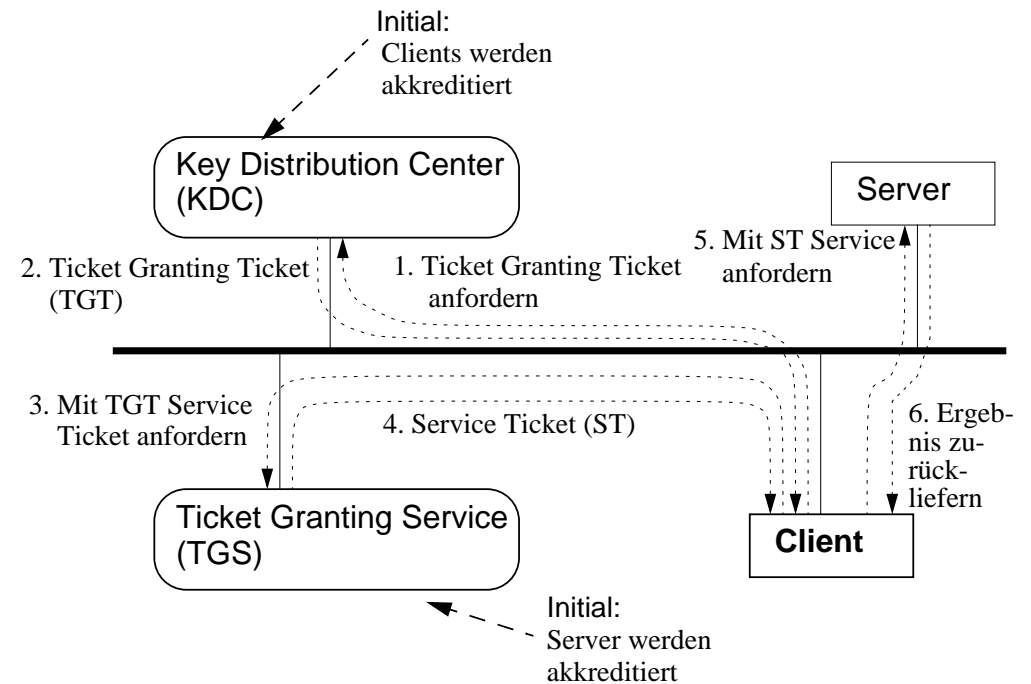 Initial:
Clients werden
akkreditiert
Key Distribution Center
(KDC)
Server
2. Ticket Granting Ticket
(TGT)
1. Ticket Granting Ticket
anfordern
5. Mit ST Service
anfordern
3. Mit TGT Service
Ticket anfordern
4. Service Ticket (ST)
6. Ergeb-
nis zu-
rück-
liefern
Ticket Granting Service
(TGS)
Client
Initial:
Server werden
akkreditiert